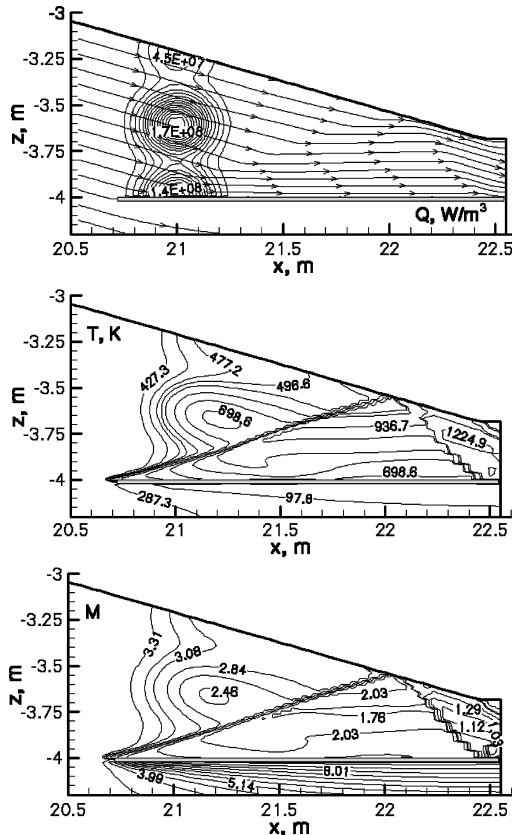 -3
-3.25
-3.5
-3.75
-4
z, m
4.5E+07
1.7E+08
1.4E+08
Q, W/m³
20.5 21 21.5 22 22.5
x, m
-3
-3.25
-3.5
-3.75
-4
z, m
T, K
427.3
477.2
496.6
698.6
936.7
1224.9
698.6
287.3
97.6
20.5 21 21.5 22 22.5
x, m
-3
-3.25
-3.5
-3.75
-4
z, m
M
3.31
3.08
2.84
2.46
2.03
1.76
2.03
1.29
1.12
1.03
6.01
3.99
5.14
20.5 21 21.5 22 22.5
x, m